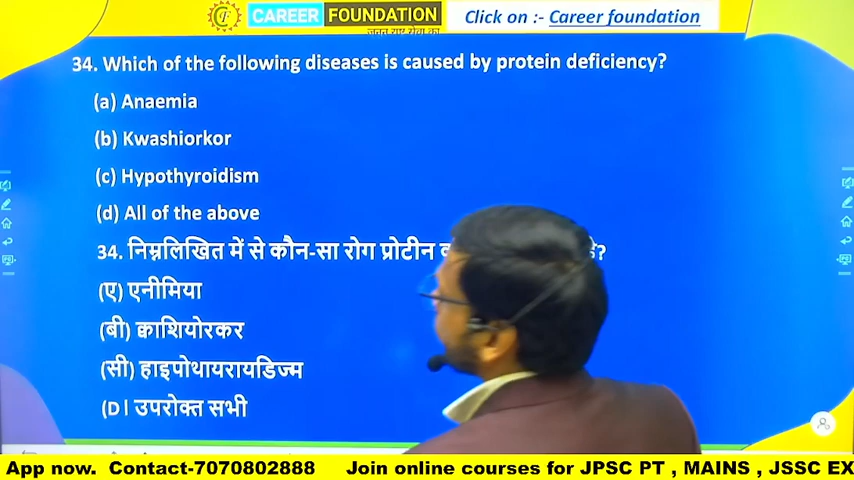 CAREER FOUNDATION
Click on :- Career foundation
34. Which of the following diseases is caused by protein deficiency?
(a) Anaemia
(b) Kwashiorkor
(c) Hypothyroidism
(d) All of the above
34. निम्नलिखित में से कौन-सा रोग प्रोटीन
(ए) एनीमिया
(बी) क्वाशियोरकर
(सी) हाइपोथायरायडिज्म
(D I उपरोक्त सभी
App now. Contact-7070802888 Join online courses for JPSC PT , MAINS , JSSC EX